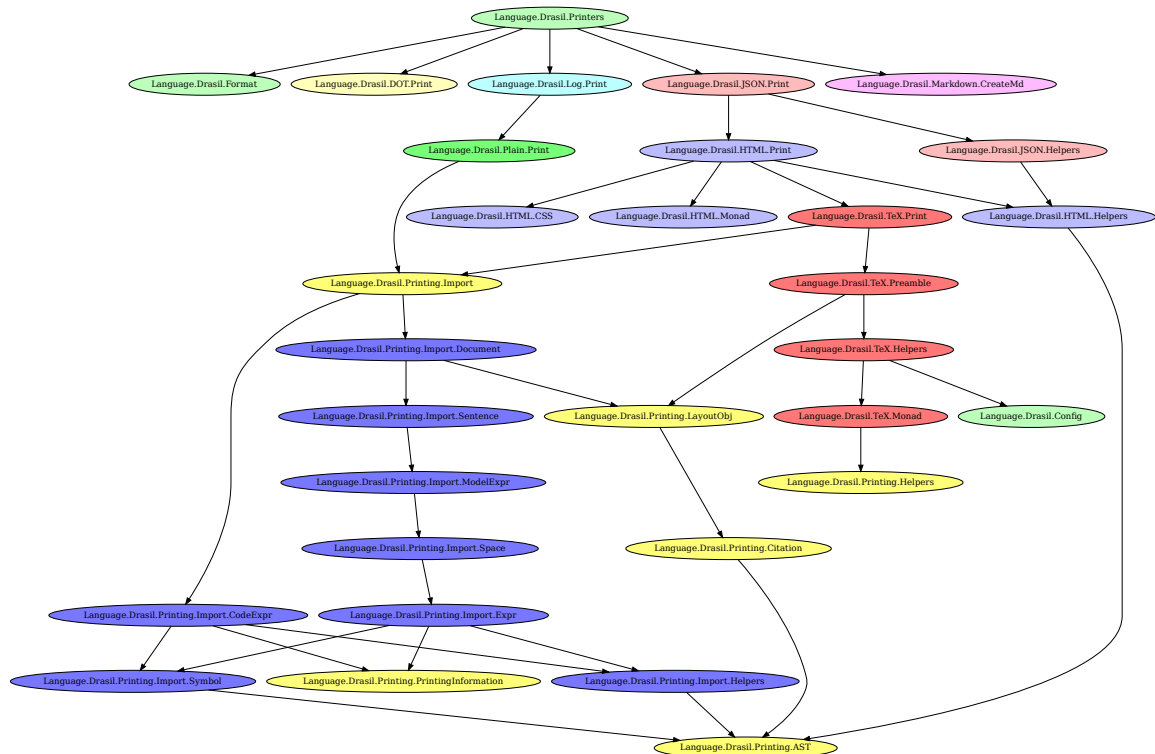 Language.Drasil.Printers
Language.Drasil.Format
Language.Drasil.DOT.Print
Language.Drasil.Log.Print
Language.Drasil.JSON.Print
Language.Drasil.Markdown.CreateMd
Language.Drasil.Plain.Print
Language.Drasil.HTML.Print
Language.Drasil.JSON.Helpers
Language.Drasil.HTML.CSS
Language.Drasil.HTML.Monad
Language.Drasil.TeX.Print
Language.Drasil.HTML.Helpers
Language.Drasil.Printing.Import
Language.Drasil.TeX.Preamble
Language.Drasil.Printing.Import.Document
Language.Drasil.TeX.Helpers
Language.Drasil.Printing.Import.Sentence
Language.Drasil.Printing.LayoutObj
Language.Drasil.TeX.Monad
Language.Drasil.Config
Language.Drasil.Printing.Import.ModelExpr
Language.Drasil.Printing.Helpers
Language.Drasil.Printing.Import.Space
Language.Drasil.Printing.Citation
Language.Drasil.Printing.Import.CodeExpr
Language.Drasil.Printing.Import.Expr
Language.Drasil.Printing.Import.Symbol
Language.Drasil.Printing.PrintingInformation
Language.Drasil.Printing.Import.Helpers
Language.Drasil.Printing.AST